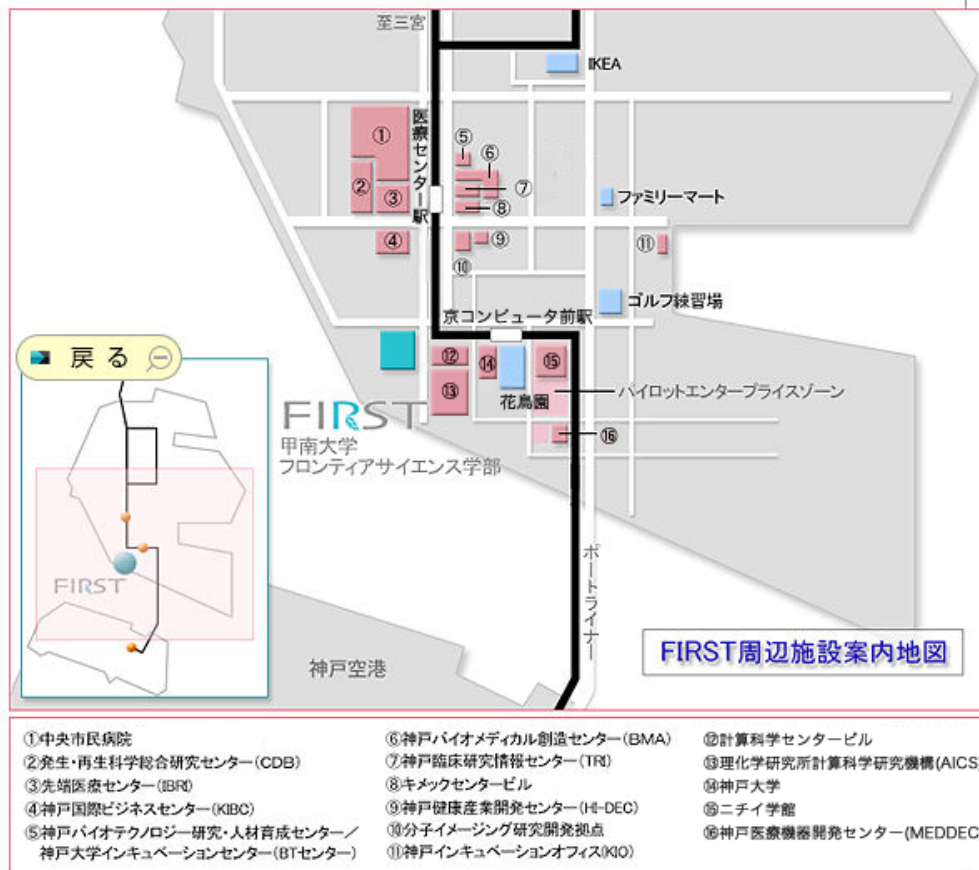 至三宮
IKEA
医療センター駅
①
②
③
④
⑤
⑥
⑦
⑧
⑨
⑩
⑪
ファミリーマート
ゴルフ練習場
京コンピュータ前駅
⑫
⑬
⑭
⑮
⑯
花鳥園
パイロットエンタープライズゾーン
戻る
FIRST
甲南大学
フロンティアサイエンス学部
FIRST
ポートライナー
神戸空港
FIRST周辺施設案内地図
①中央市民病院
②発生・再生科学総合研究センター(CDB)
③先端医療センター(IBRI)
④神戸国際ビジネスセンター(KIBC)
⑤神戸バイオテクノロジー研究・人材育成センター／
神戸大学インキュベーションセンター(BTセンター)
⑥神戸バイオメディカル創造センター(BMA)
⑦神戸臨床研究情報センター(TRI)
⑧キメックセンタービル
⑨神戸健康産業開発センター(HI-DEC)
⑩分子イメージング研究開発拠点
⑪神戸インキュベーションオフィス(KIO)
⑫計算科学センタービル
⑬理化学研究所計算科学研究機構(AICS)
⑭神戸大学
⑮ニチイ学館
⑯神戸医療機器開発センター(MEDDEC